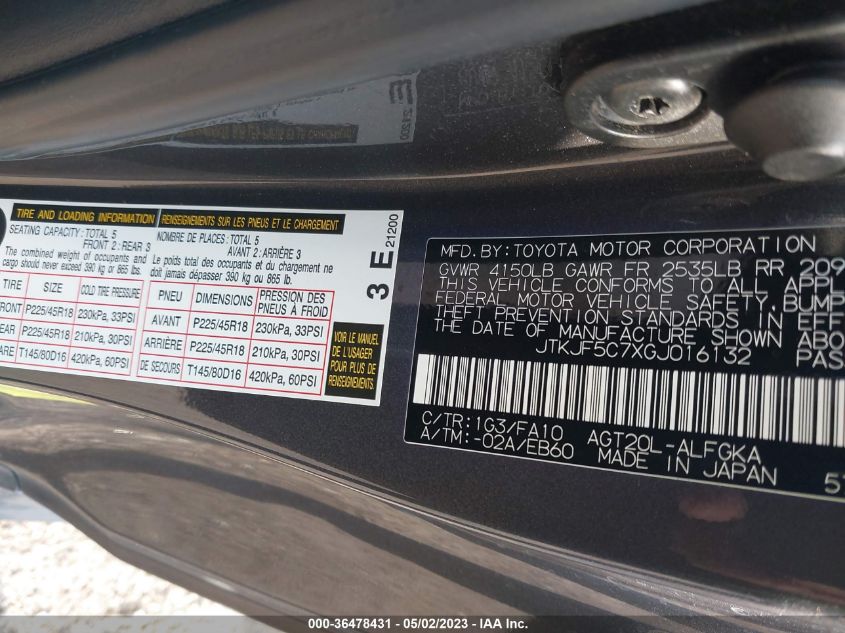 TIRE AND LOADING INFORMATION
RENSEIGNEMENTS SUR LES PNEUS ET LE CHARGEMENT
SEATING CAPACITY: TOTAL 5
FRONT 2: REAR 3
The combined weight of occupants and
cargo should never exceed 390 kg or 865 lbs.
NOMBRE DE PLACES: TOTAL 5
AVANT 2: ARRIÈRE 3
Le poids total des occupants et du chargement ne
doit jamais dépasser 390 kg ou 865 lb.
TIRE SIZE COLD TIRE PRESSURE
FRONT P225/45R18 230kPa, 33PSI
EAR P225/45R18 210kPa, 30PSI
ARE T145/80D16 420kPa, 60PSI
PNEU DIMENSIONS PRESSION DES PNEUS À FROID
AVANT P225/45R18 230kPa, 33PSI
ARRIÈRE P225/45R18 210kPa, 30PSI
DE SECOURS T145/80D16 420kPa, 60PSI
VOIR LE MANUEL
DE L'USAGER
POUR PLUS DE
RENSEIGNEMENTS.
3 E 21200
MFD.BY:TOYOTA MOTOR CORPORATION
GVWR 4150LB GAWR FR 2535LB RR 209
THIS VEHICLE CONFORMS TO ALL APPL
FEDERAL MOTOR VEHICLE SAFETY, BUMP
THEFT PREVENTION STANDARDS IN EFFE
THE DATE OF MANUFACTURE SHOWN ABO
JTKJF5C7XGJ016132 PAS
C/TR:1G3/FA10 AGT20L-ALFGKA
A/TM:-02A/EB60 MADE IN JAPAN
000-36478431 - 05/02/2023 - IAA Inc.